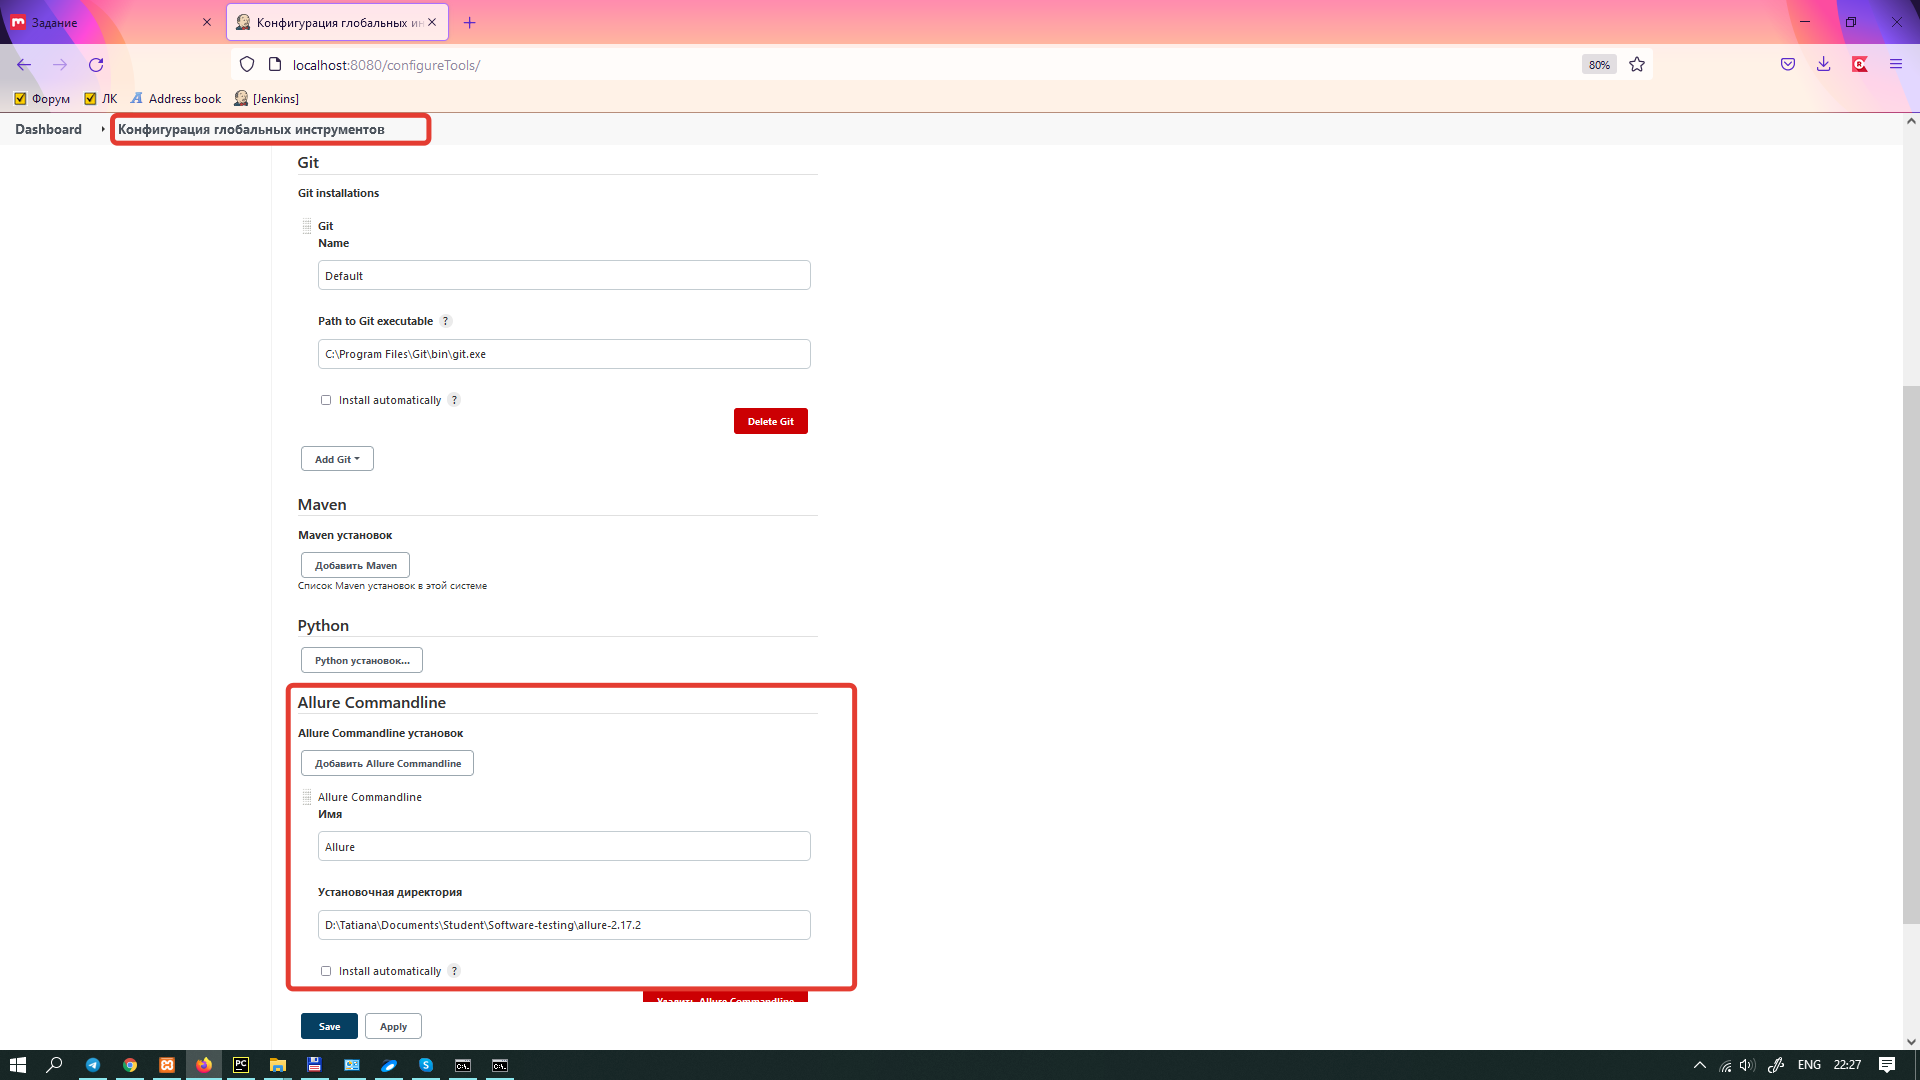 Задание
Конфигурация глобальных ин
localhost:8080/configureTools/
80%
Форум
ЛК
Address book
[Jenkins]
Dashboard
Конфигурация глобальных инструментов
Git
Git installations
Git
Name
Default
Path to Git executable ?
C:\Program Files\Git\bin\git.exe
Install automatically ?
Delete Git
Add Git
Maven
Maven установок
Добавить Maven
Список Maven установок в этой системе
Python
Python установок...
Allure Commandline
Allure Commandline установок
Добавить Allure Commandline
Allure Commandline
Имя
Allure
Установочная директория
D:\Tatiana\Documents\Student\Software-testing\allure-2.17.2
Install automatically ?
Удалить Allure Commandline
Save
Apply
ENG
22:27